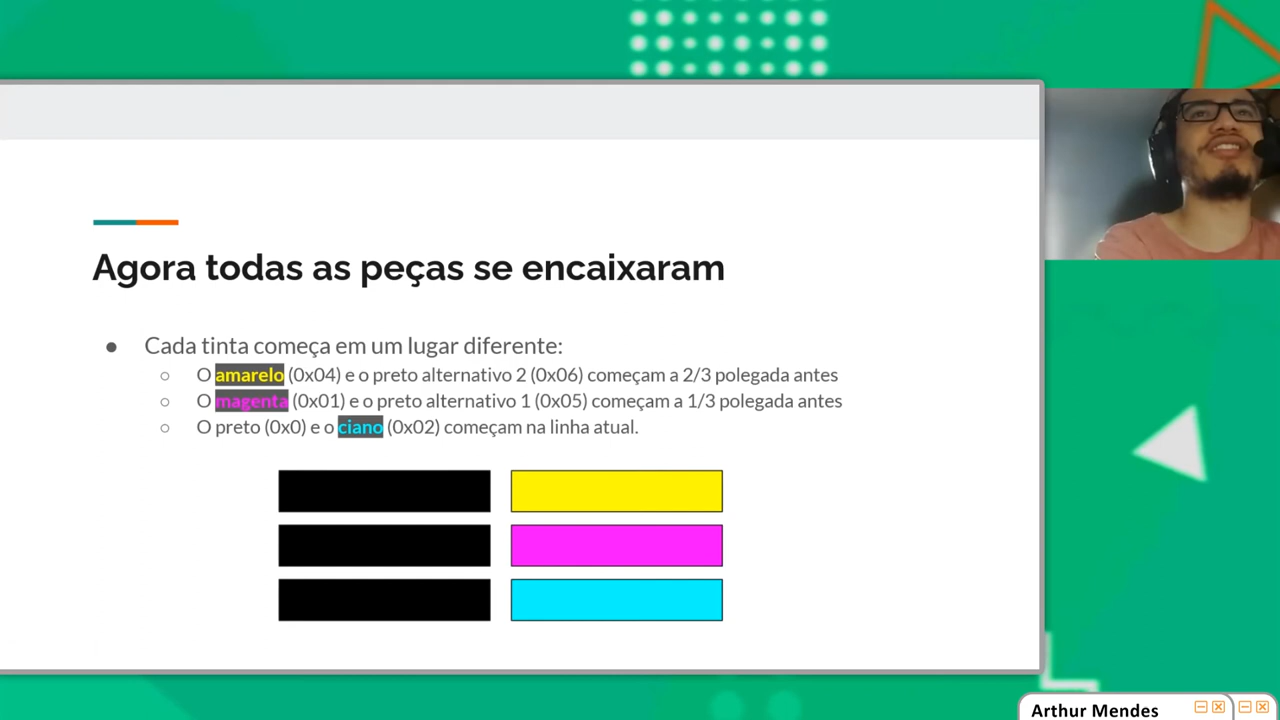 Agora todas as peças se encaixaram
● Cada tinta começa em um lugar diferente:
○ O amarelo (0x04) e o preto alternativo 2 (0x06) começam a 2/3 polegada antes
○ O magenta (0x01) e o preto alternativo 1 (0x05) começam a 1/3 polegada antes
○ O preto (0x0) e o ciano (0x02) começam na linha atual.
Arthur Mendes